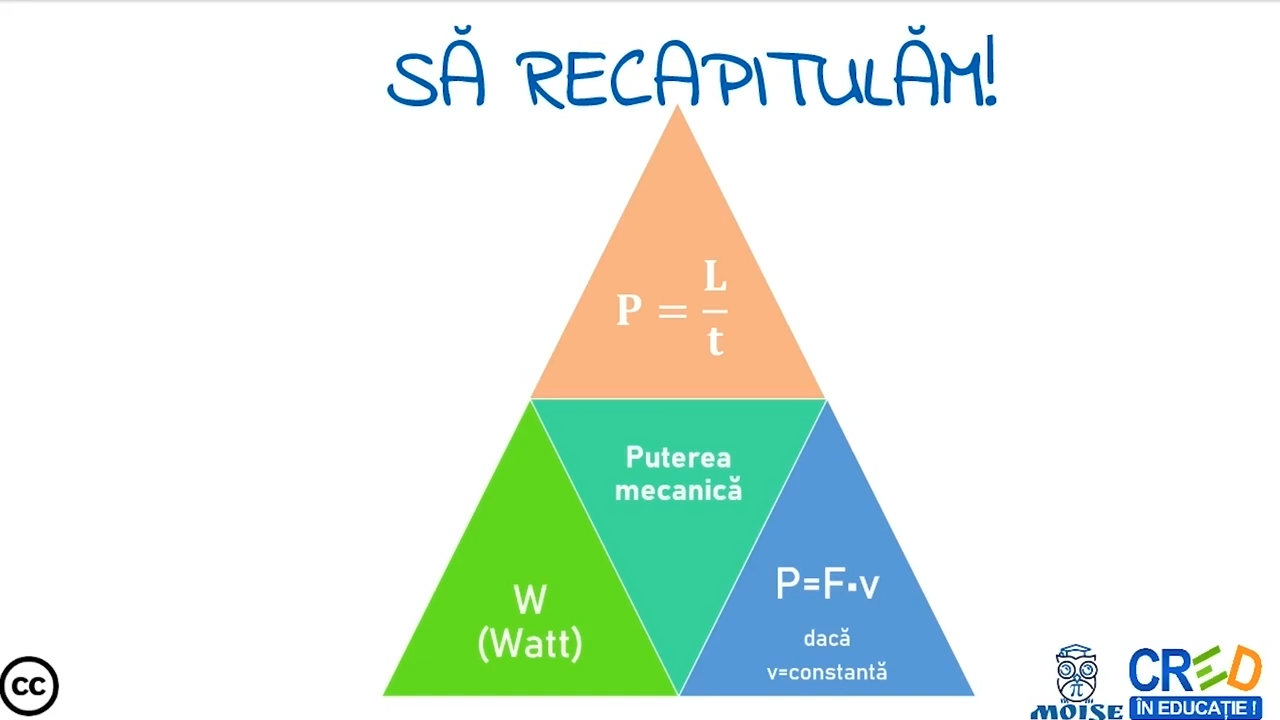 SĂ RECAPITULĂM!
P = L/t
Puterea
mecanică
W
(Watt)
P=F·v
dacă
v=constantă
cc
π
MOISE
CRED
ÎN EDUCAȚIE !